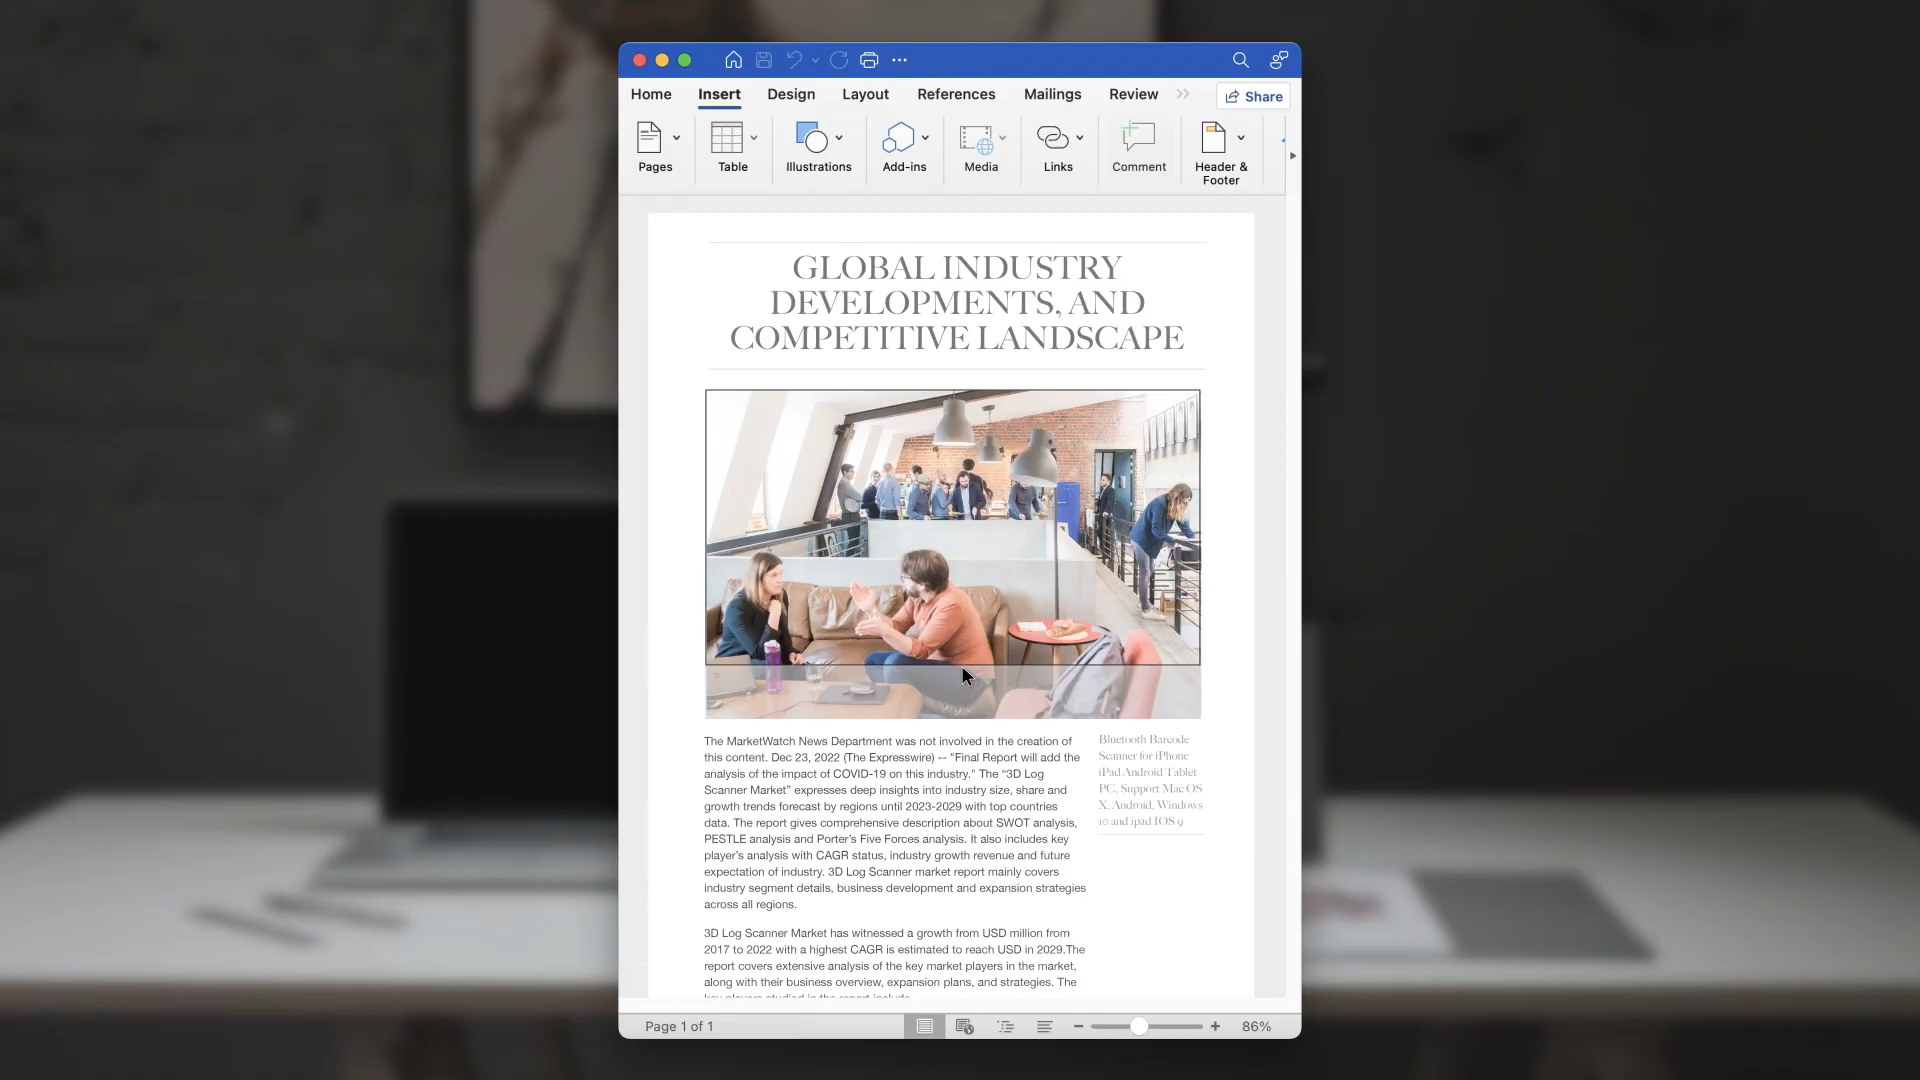 Home Insert Design Layout References Mailings Review Share
Pages Table Illustrations Add-ins Media Links Comment Header &
Footer
GLOBAL INDUSTRY
DEVELOPMENTS, AND
COMPETITIVE LANDSCAPE
The MarketWatch News Department was not involved in the creation of
this content. Dec 23, 2022 (The Expresswire) -- "Final Report will add the
analysis of the impact of COVID-19 on this industry." The “3D Log
Scanner Market” expresses deep insights into industry size, share and
growth trends forecast by regions until 2023-2029 with top countries
data. The report gives comprehensive description about SWOT analysis,
PESTLE analysis and Porter’s Five Forces analysis. It also includes key
player’s analysis with CAGR status, industry growth revenue and future
expectation of industry. 3D Log Scanner market report mainly covers
industry segment details, business development and expansion strategies
across all regions.
3D Log Scanner Market has witnessed a growth from USD million from
2017 to 2022 with a highest CAGR is estimated to reach USD in 2029.The
report covers extensive analysis of the key market players in the market,
along with their business overview, expansion plans, and strategies. The
key players studied in the report include
Bluetooth Barcode
Scanner for iPhone
iPad Android Tablet
PC, Support Mac OS
X, Android, Windows
10 and ipad IOS 9
Page 1 of 1
86%